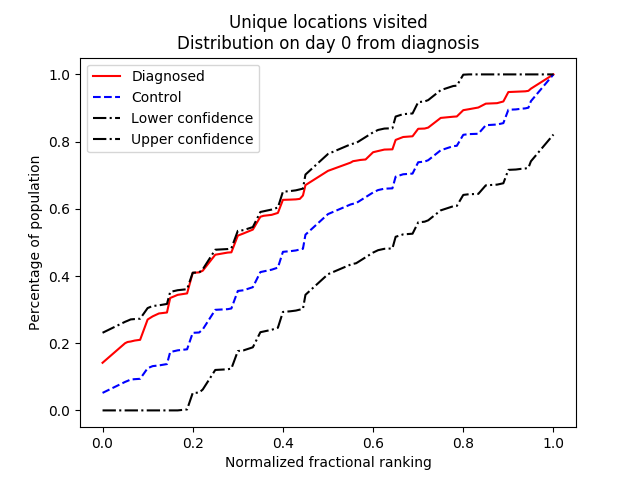 Unique locations visited
Distribution on day 0 from diagnosis
Diagnosed
Control
Lower confidence
Upper confidence
Percentage of population
1.0
0.8
0.6
0.4
0.2
0.0
0.0 0.2 0.4 0.6 0.8 1.0
Normalized fractional ranking